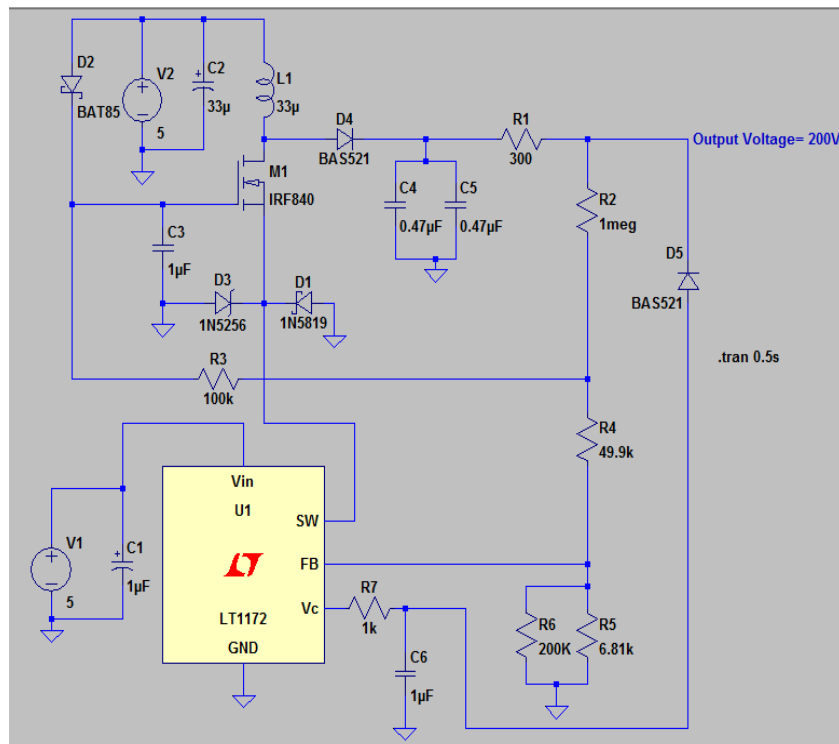 D2
BAT85
V2
5
C2
33µ
L1
33µ
D4
BAS521
R1
300
Output Voltage= 200V
M1
IRF840
C4
0.47µF
C5
0.47µF
R2
1meg
C3
1µF
D3
1N5256
D1
1N5819
D5
BAS521
.tran 0.5s
R3
100k
R4
49.9k
V1
5
C1
1µF
Vin
U1
SW
FB
Vc
LT1172
GND
R7
1k
C6
1µF
R6
200K
R5
6.81k